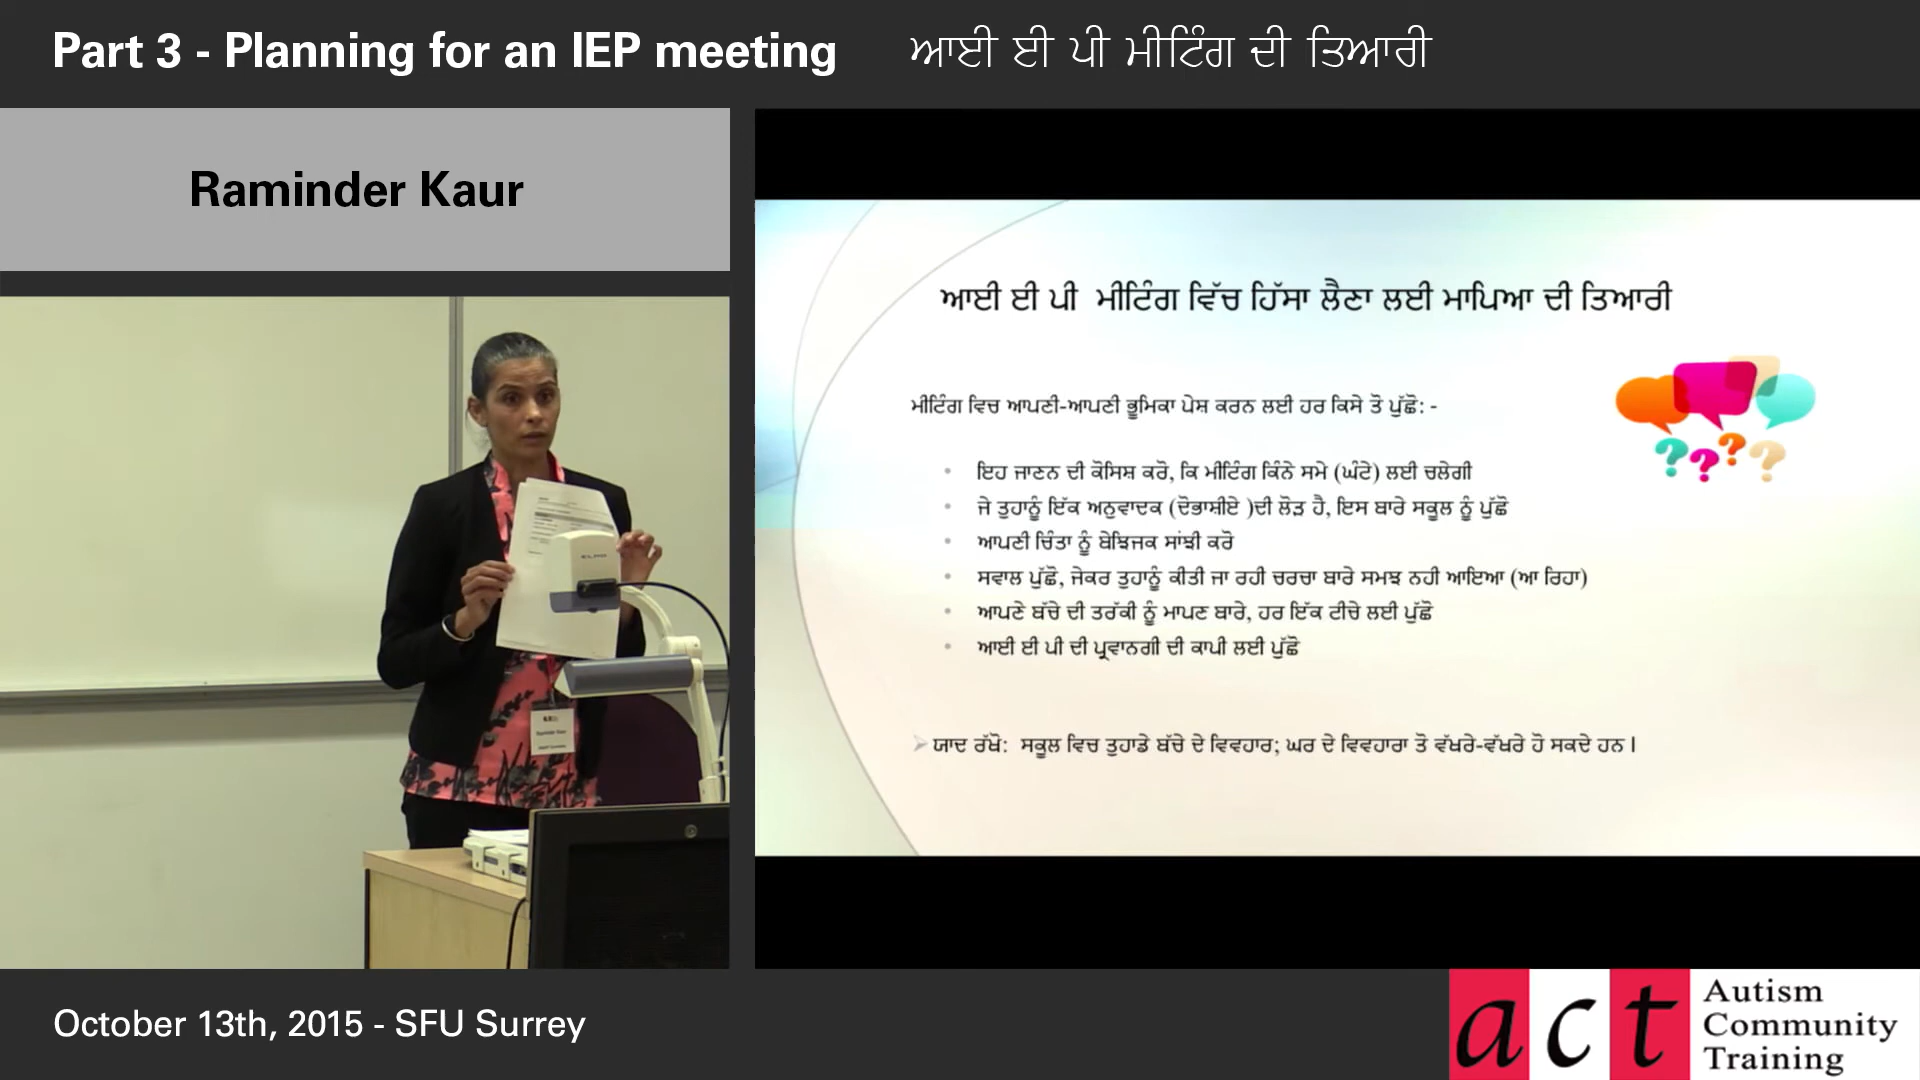 Part 3 - Planning for an IEP meeting ਆਈ ਈ ਪੀ ਮੀਟਿੰਗ ਦੀ ਤਿਆਰੀ
Raminder Kaur
ਆਈ ਈ ਪੀ ਮੀਟਿੰਗ ਵਿੱਚ ਹਿੱਸਾ ਲੈਣਾ ਲਈ ਮਾਪਿਆ ਦੀ ਤਿਆਰੀ
ਮੀਟਿੰਗ ਵਿਚ ਆਪਣੀ-ਆਪਣੀ ਭੂਮਿਕਾ ਪੇਸ਼ ਕਰਨ ਲਈ ਹਰ ਕਿਸੇ ਤੋ ਪੁੱਛੋ: -
• ਇਹ ਜਾਣਨ ਦੀ ਕੋਸਿਸ਼ ਕਰੋ, ਕਿ ਮੀਟਿੰਗ ਕਿੰਨੇ ਸਮੇ (ਘੰਟੇ) ਲਈ ਚਲੇਗੀ
• ਜੇ ਤੁਹਾਨੂੰ ਇੱਕ ਅਨੁਵਾਦਕ (ਦੋਭਾਸ਼ੀਏ )ਦੀ ਲੋੜ ਹੈ, ਇਸ ਬਾਰੇ ਸਕੂਲ ਨੂੰ ਪੁੱਛੋ
• ਆਪਣੀ ਚਿੰਤਾ ਨੂੰ ਬੇਝਿਜਕ ਸਾਂਝੀ ਕਰੋ
• ਸਵਾਲ ਪੁੱਛੋ, ਜੇਕਰ ਤੁਹਾਨੂੰ ਕੀਤੀ ਜਾ ਰਹੀ ਚਰਚਾ ਬਾਰੇ ਸਮਝ ਨਹੀ ਆਇਆ (ਆ ਰਿਹਾ)
• ਆਪਣੇ ਬੱਚੇ ਦੀ ਤਰੱਕੀ ਨੂੰ ਮਾਪਣ ਬਾਰੇ, ਹਰ ਇੱਕ ਟੀਚੇ ਲਈ ਪੁੱਛੋ
• ਆਈ ਈ ਪੀ ਦੀ ਪ੍ਰਵਾਨਗੀ ਦੀ ਕਾਪੀ ਲਈ ਪੁੱਛੋ
ਯਾਦ ਰੱਖੋ: ਸਕੂਲ ਵਿਚ ਤੁਹਾਡੇ ਬੱਚੇ ਦੇ ਵਿਵਹਾਰ; ਘਰ ਦੇ ਵਿਵਹਾਰਾ ਤੋ ਵੱਖਰੇ-ਵੱਖਰੇ ਹੋ ਸਕਦੇ ਹਨ ।
ELMO
Raminder Kaur
October 13th, 2015 - SFU Surrey
act
Autism
Community
Training